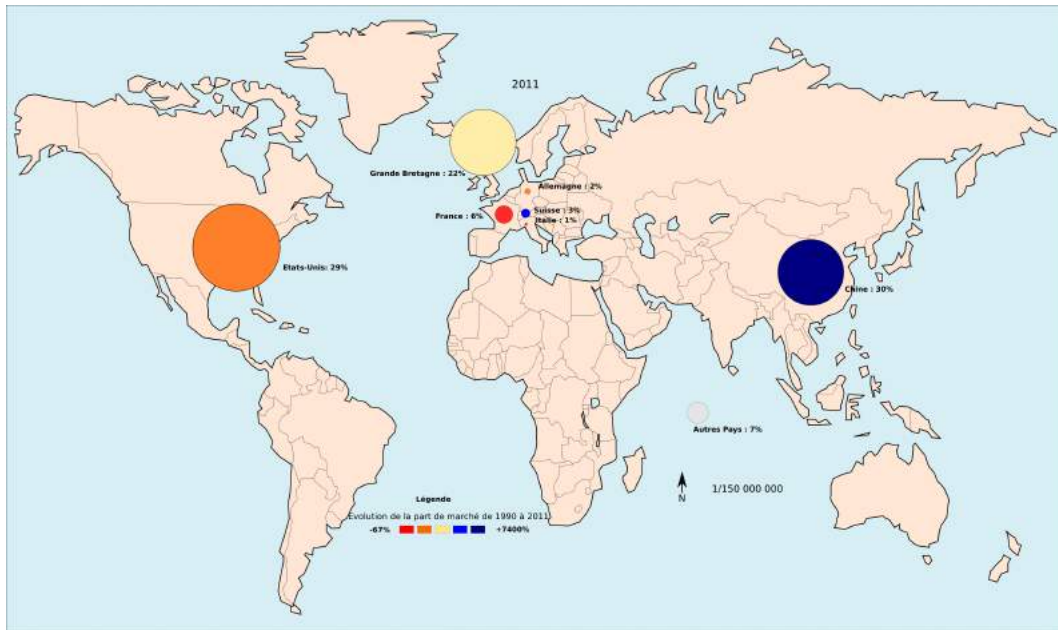 2011
Grande Bretagne : 22%
Allemagne : 2%
France : 6%
Suisse : 3%
Italie : 1%
Etats-Unis: 29%
Chine : 30%
Autres Pays : 7%
1/150 000 000
N
Légende
Evolution de la part de marché de 1990 à 2011
-67% +7400%